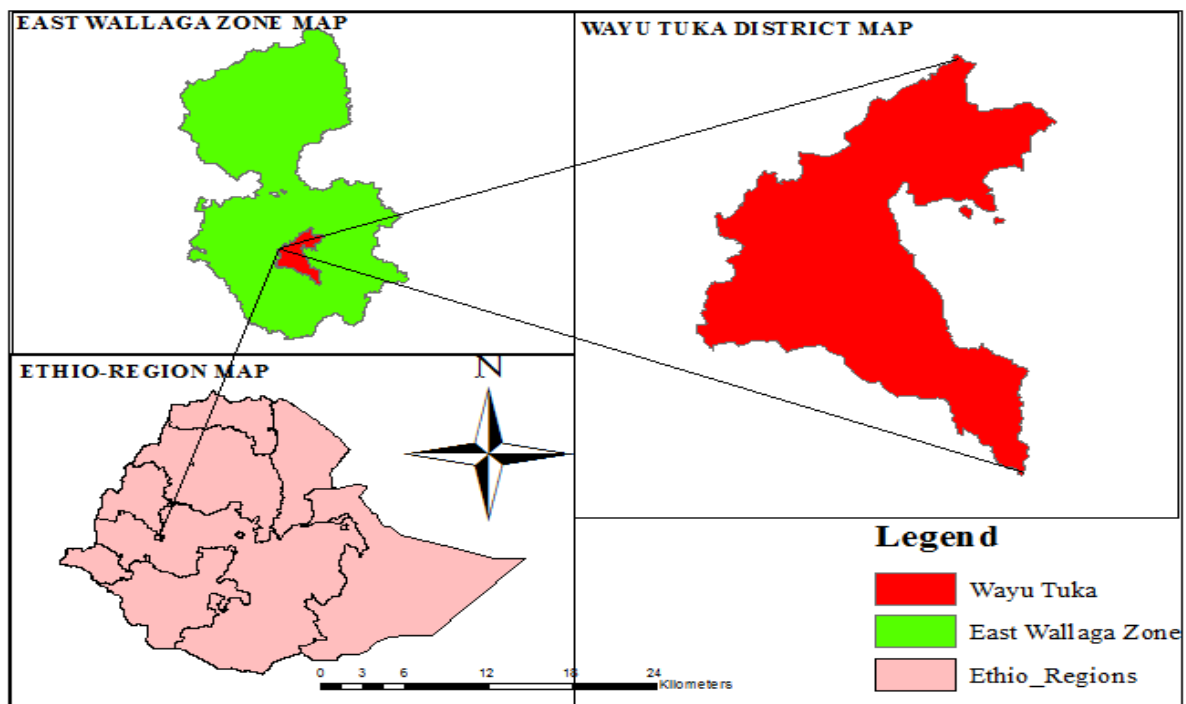 EAST WALLAGA ZONE MAP
WAYU TUKA DISTRICT MAP
ETHIO-REGION MAP
N
Legend
Wayu Tuka
East Wallaga Zone
Ethio_Regions
0 3 6 12 18 24
Kilometers